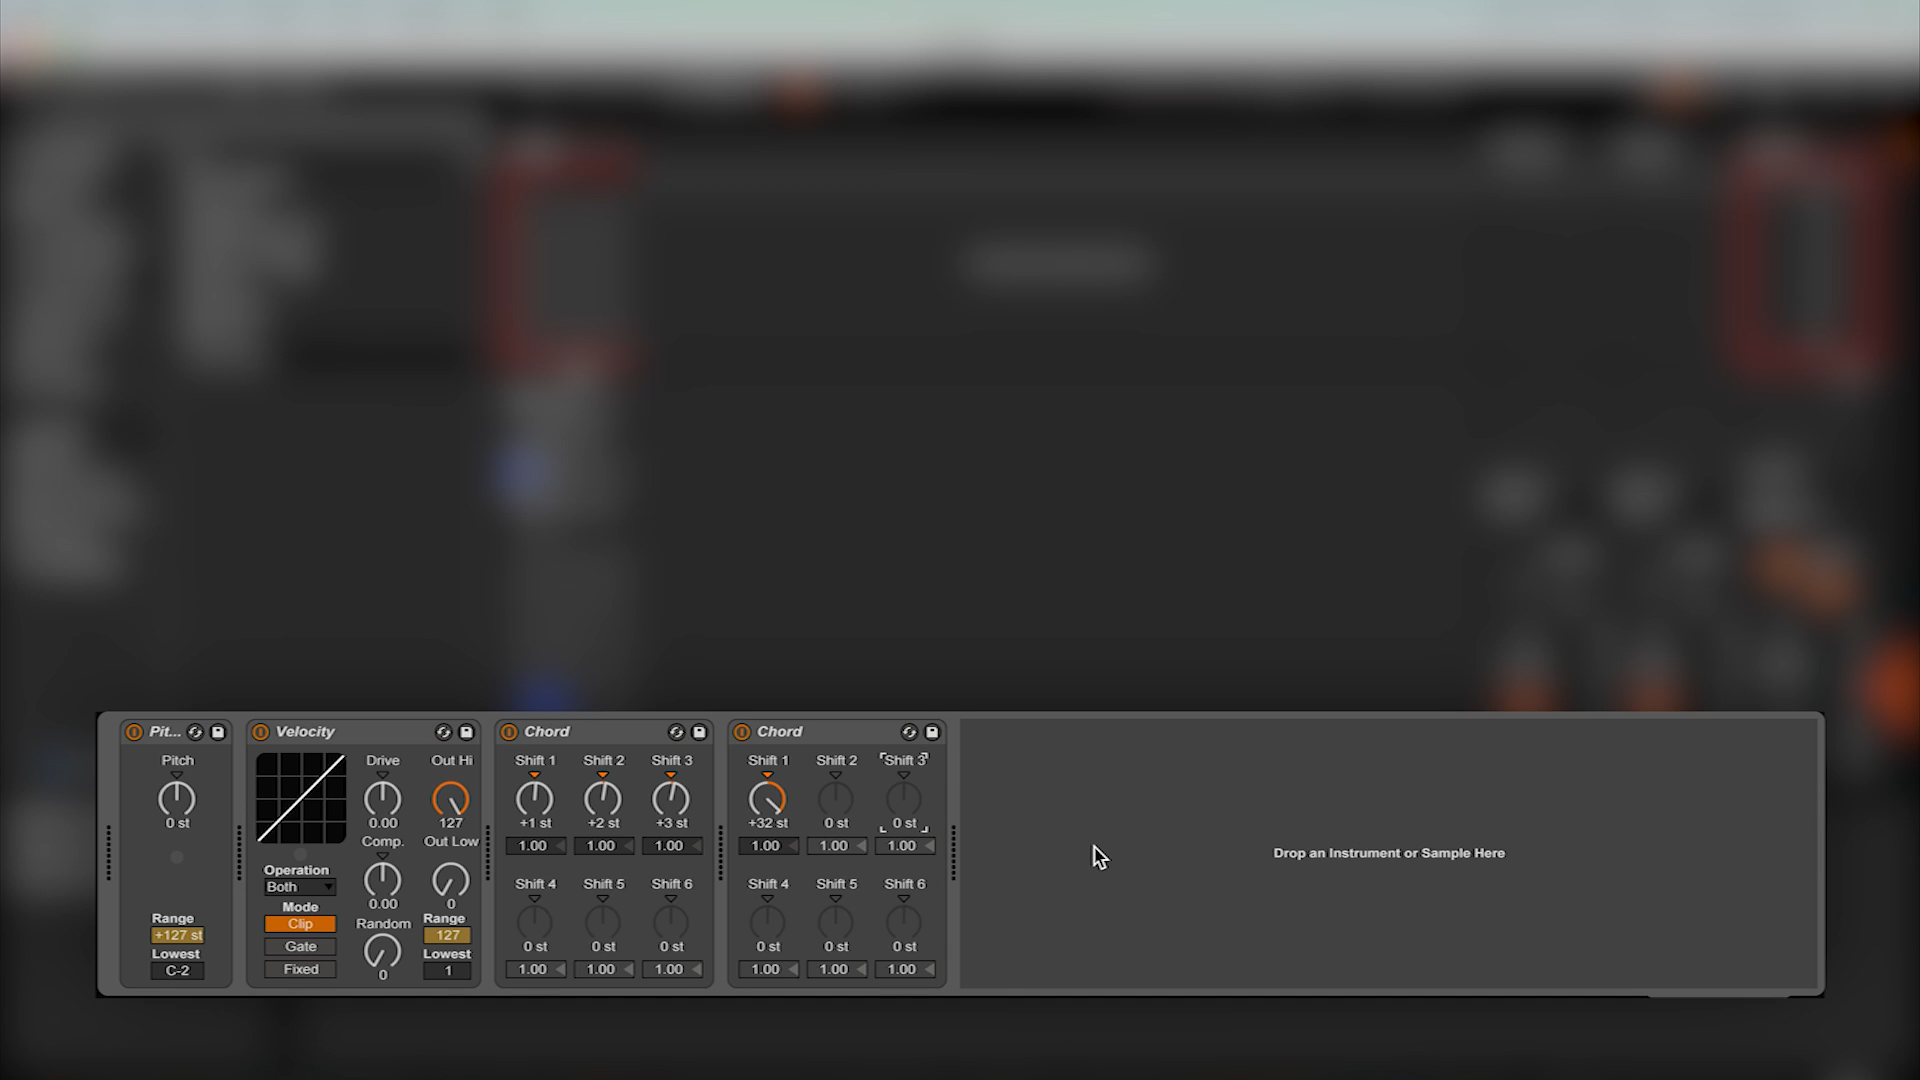 Pit...
Pitch
0 st
Range
+127 st
Lowest
C-2
Velocity
Drive
0.00
Out Hi
127
Comp.
0.00
Out Low
0
Operation
Both
Mode
Clip
Gate
Fixed
Random
0
Range
127
Lowest
1
Chord
Shift 1 Shift 2 Shift 3
+1 st +2 st +3 st
1.00 1.00 1.00
Shift 4 Shift 5 Shift 6
0 st 0 st 0 st
1.00 1.00 1.00
Chord
Shift 1 Shift 2 Shift 3
+32 st 0 st 0 st
1.00 1.00 1.00
Shift 4 Shift 5 Shift 6
0 st 0 st 0 st
1.00 1.00 1.00
Drop an Instrument or Sample Here